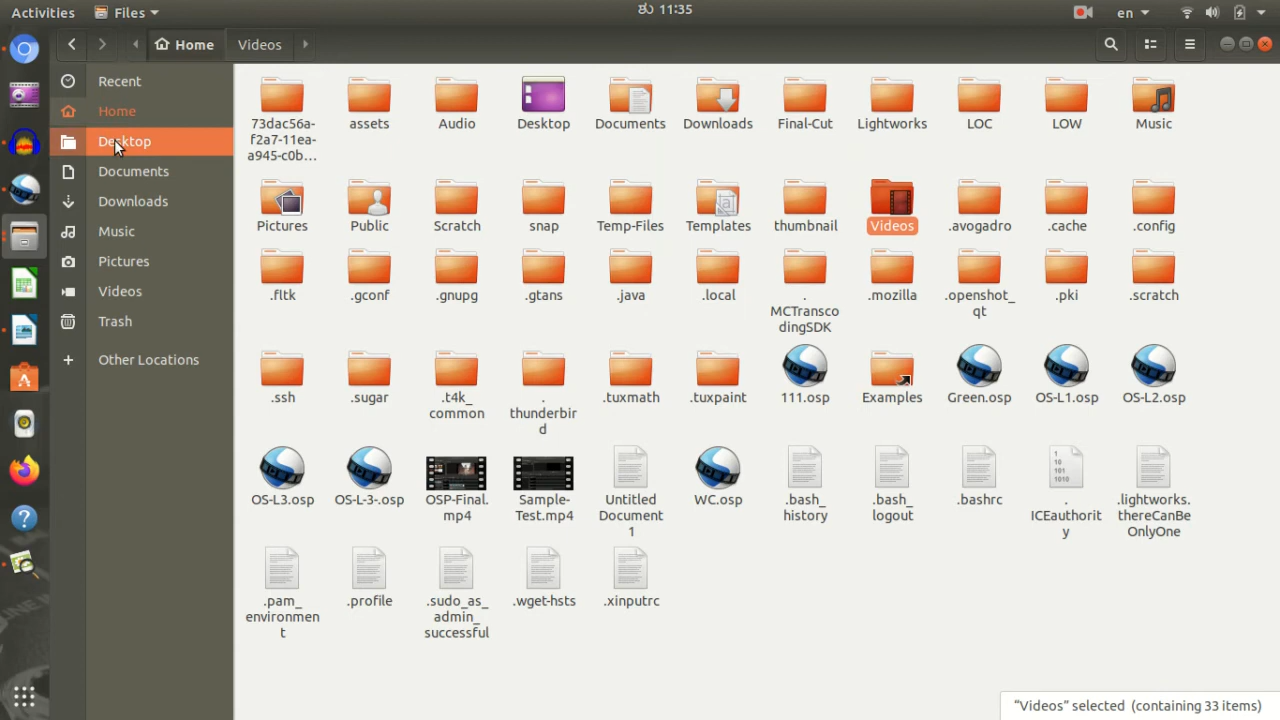 Activities Files ຊ່ວ 11:35 en
Home Videos
Recent
Home
Desktop
Documents
Downloads
Music
Pictures
Videos
Trash
Other Locations
73dac56a- assets Audio Desktop Documents Downloads Final-Cut Lightworks LOC LOW Music
f2a7-11ea-
a945-c0b...
Pictures Public Scratch snap Temp-Files Templates thumbnail Videos .avogadro .cache .config
.fltk .gconf .gnupg .gtans .java .local . .mozilla .openshot_ .pki .scratch
MCTransco qt
dingSDK
.ssh .sugar .t4k_ . .tuxmath .tuxpaint 111.osp Examples Green.osp OS-L1.osp OS-L2.osp
common thunderbir
d
OS-L3.osp OS-L-3-.osp OSP-Final. Sample- Untitled WC.osp .bash_ .bash_ .bashrc . .lightworks.
mp4 Test.mp4 Document history logout ICEauthorit thereCanBe
1 y OnlyOne
.pam_ .profile .sudo_as_ .wget-hsts .xinputrc
environmen admin_
t successful
"Videos" selected (containing 33 items)